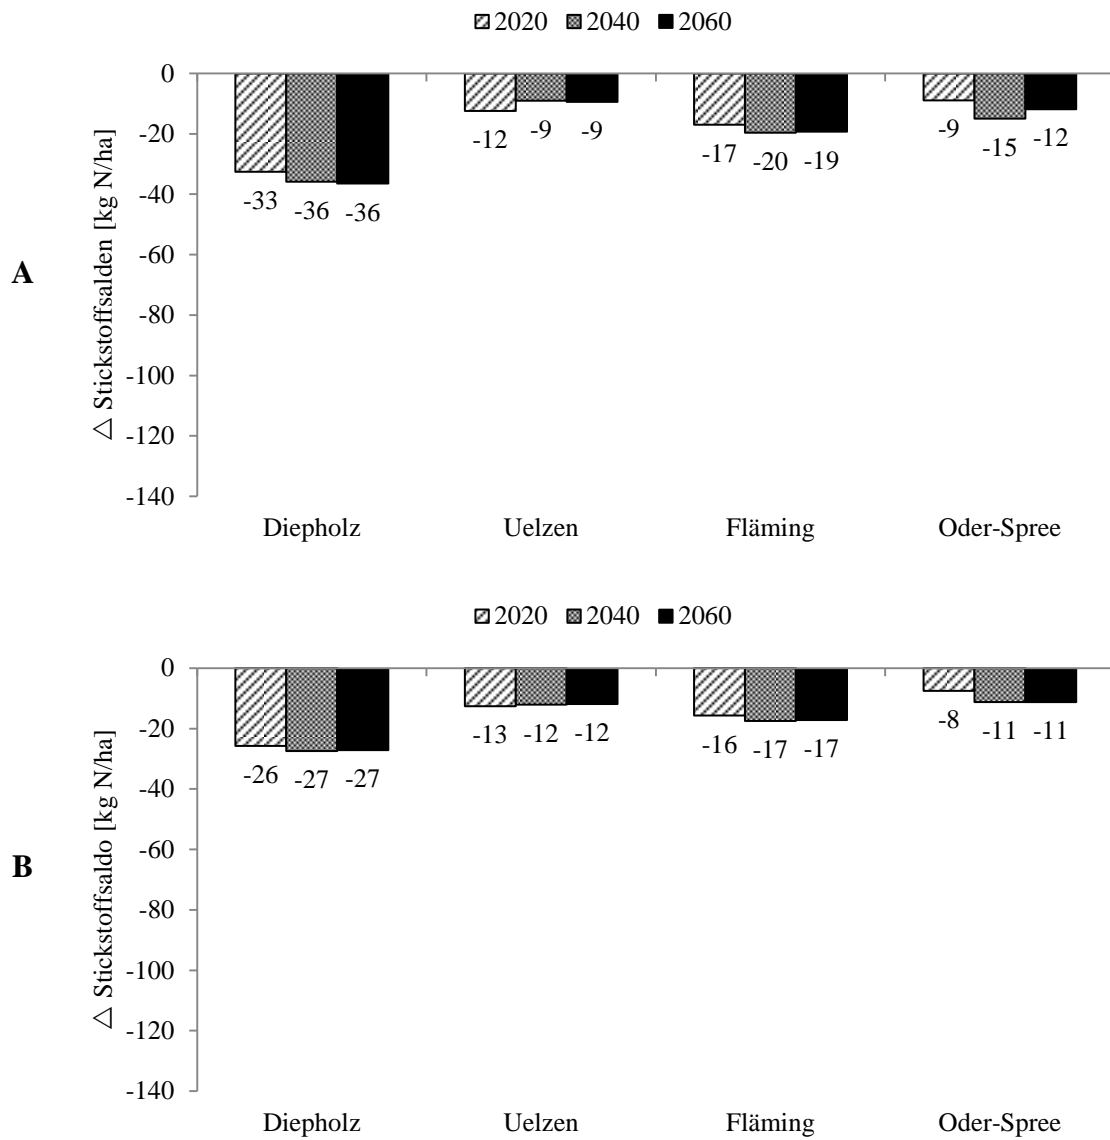 2020 2040 2060
0
-20
-40
-60
-80
-100
-120
-140
△ Stickstoffsalden [kg N/ha]
A
-33 -36 -36
-12 -9 -9
-17 -20 -19
-9 -15 -12
Diepholz Uelzen Fläming Oder-Spree
2020 2040 2060
0
-20
-40
-60
-80
-100
-120
-140
△ Stickstoffsaldo [kg N/ha]
B
-26 -27 -27
-13 -12 -12
-16 -17 -17
-8 -11 -11
Diepholz Uelzen Fläming Oder-Spree